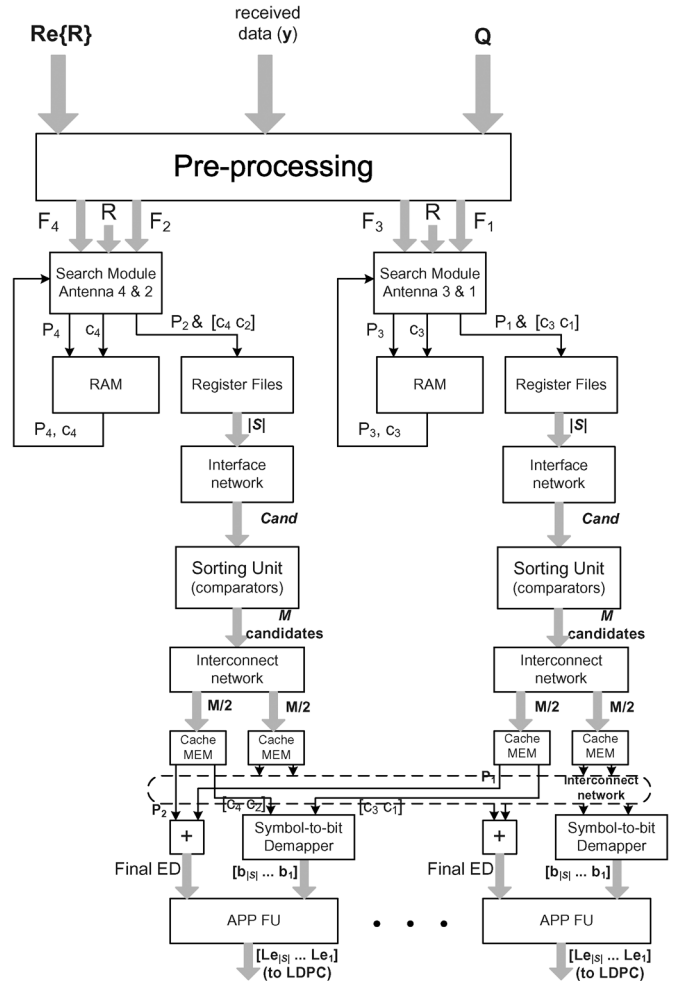 Re{R}
received
data (y)
Q
Pre-processing
F4
R
F2
F3
R
F1
Search Module
Antenna 4 & 2
Search Module
Antenna 3 & 1
P4
c4
P2 & [c4 c2]
P3
c3
P1 & [c3 c1]
RAM
Register Files
RAM
Register Files
P4, c4
|S|
P3, c3
|S|
Interface
network
Interface
network
Cand
Cand
Sorting Unit
(comparators)
Sorting Unit
(comparators)
M
candidates
M
candidates
Interconnect
network
Interconnect
network
M/2
M/2
M/2
M/2
Cache
MEM
Cache
MEM
Cache
MEM
Cache
MEM
P1
Interconnect
network
P2
[c4 c2]
[c3 c1]
+
Symbol-to-bit
Demapper
+
Symbol-to-bit
Demapper
Final ED
[b|S| ... b1]
Final ED
[b|S| ... b1]
APP FU
• • •
APP FU
[Le|S| ... Le1]
(to LDPC)
[Le|S| ... Le1]
(to LDPC)